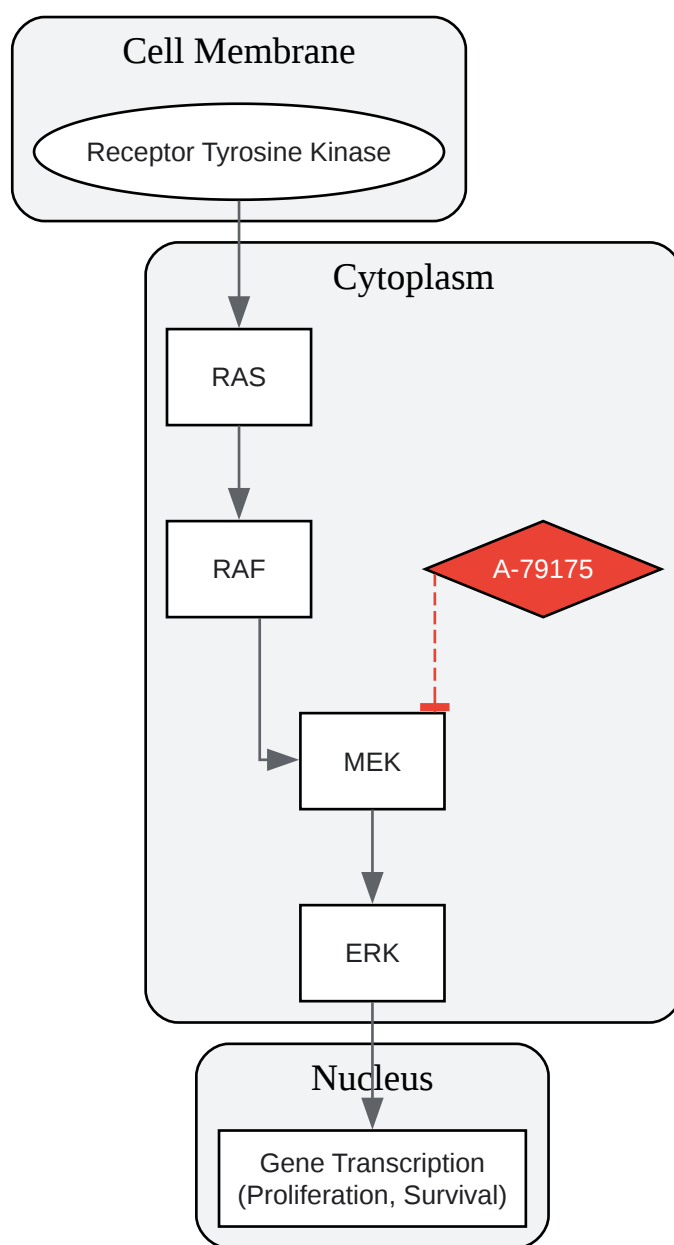 Cell Membrane
Receptor Tyrosine Kinase
Cytoplasm
RAS
RAF
A-79175
MEK
ERK
Nucleus
Gene Transcription
(Proliferation, Survival)